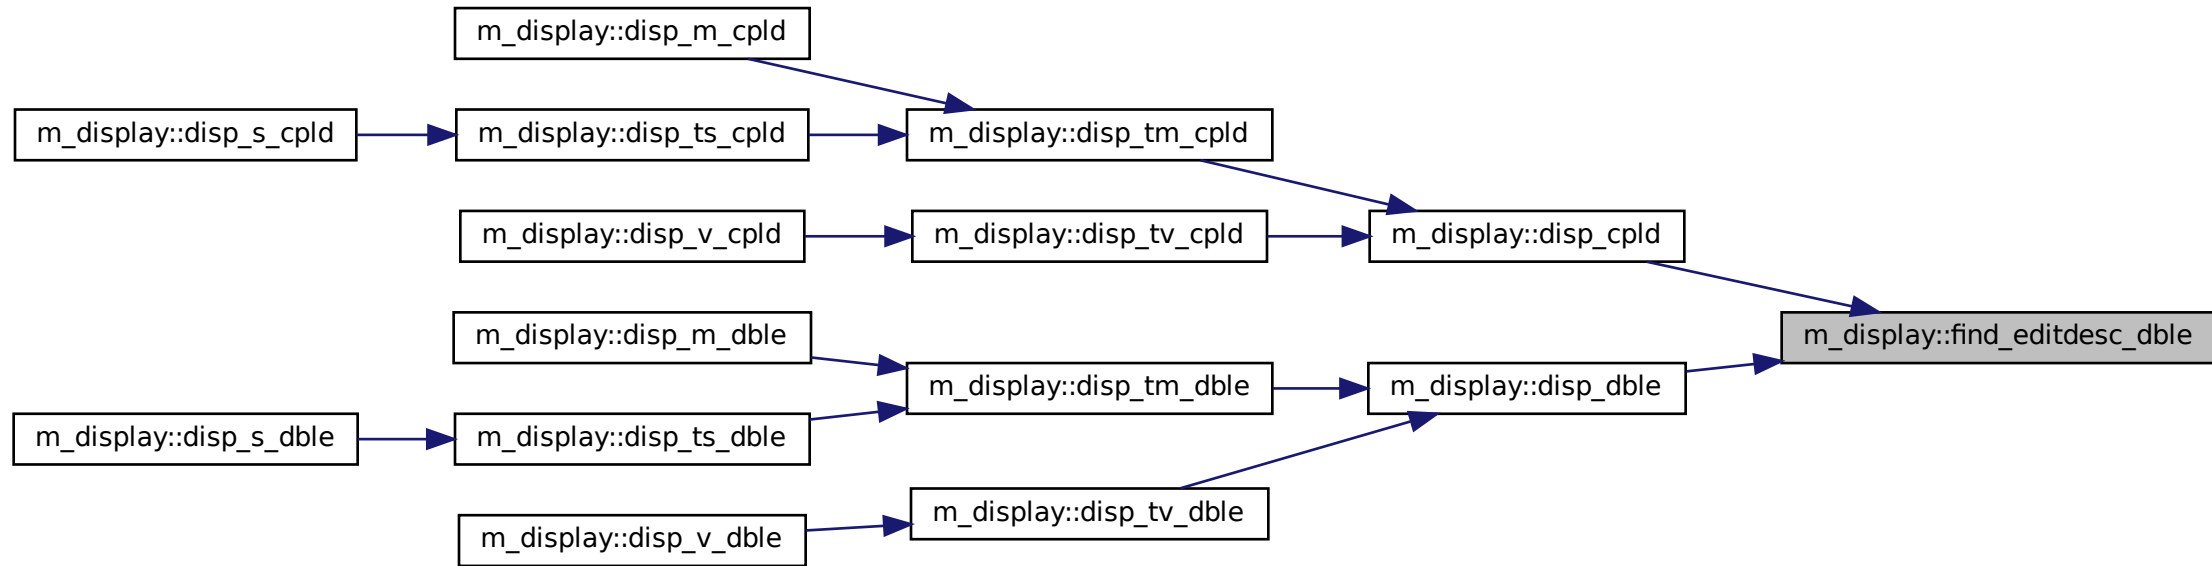 m_display::disp_m_cpld
m_display::disp_s_cpld
m_display::disp_ts_cpld
m_display::disp_tm_cpld
m_display::disp_v_cpld
m_display::disp_tv_cpld
m_display::disp_cpld
m_display::disp_m_dble
m_display::find_editdesc_dble
m_display::disp_tm_dble
m_display::disp_dble
m_display::disp_s_dble
m_display::disp_ts_dble
m_display::disp_tv_dble
m_display::disp_v_dble